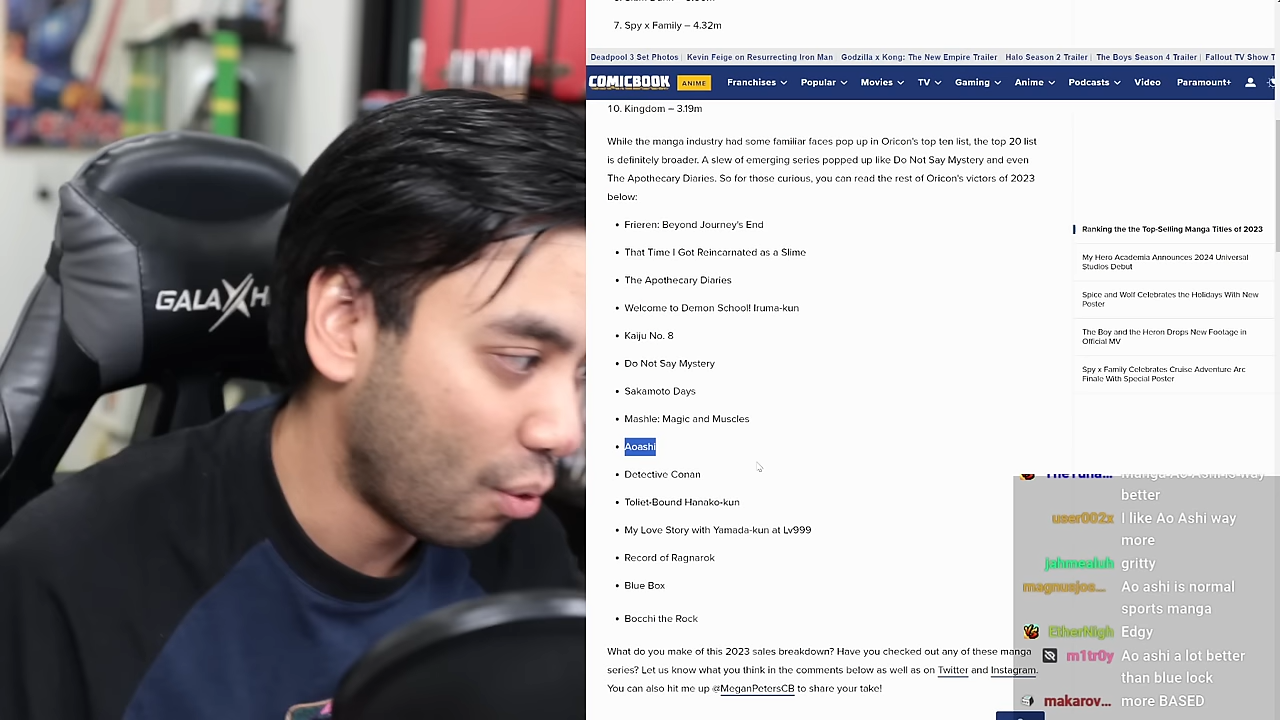 7. Spy x Family – 4.32m
Deadpool 3 Set Photos | Kevin Feige on Resurrecting Iron Man Godzilla x Kong: The New Empire Trailer Halo Season 2 Trailer | The Boys Season 4 Trailer | Fallout TV Show T
COMICBOOK ANIME Franchises Popular Movies TV Gaming Anime Podcasts Video Paramount+
10. Kingdom – 3.19m
While the manga industry had some familiar faces pop up in Oricon's top ten list, the top 20 list
is definitely broader. A slew of emerging series popped up like Do Not Say Mystery and even
The Apothecary Diaries. So for those curious, you can read the rest of Oricon's victors of 2023
below:
• Frieren: Beyond Journey's End
• That Time I Got Reincarnated as a Slime
• The Apothecary Diaries
• Welcome to Demon School! Iruma-kun
• Kaiju No. 8
• Do Not Say Mystery
• Sakamoto Days
• Mashle: Magic and Muscles
• Aoashi
• Detective Conan
• Toliet-Bound Hanako-kun
• My Love Story with Yamada-kun at Lv999
• Record of Ragnarok
• Blue Box
• Bocchi the Rock
What do you make of this 2023 sales breakdown? Have you checked out any of these manga
series? Let us know what you think in the comments below as well as on Twitter and Instagram.
You can also hit me up @MeganPetersCB to share your take!
Ranking the the Top-Selling Manga Titles of 2023
My Hero Academia Announces 2024 Universal
Studios Debut
Spice and Wolf Celebrates the Holidays With New
Poster
The Boy and the Heron Drops New Footage in
Official MV
Spy x Family Celebrates Cruise Adventure Arc
Finale With Special Poster
better
user002x I like Ao Ashi way
more
jahmealuh gritty
magnusjoe... Ao ashi is normal
sports manga
EtherNigh Edgy
m1tr0y Ao ashi a lot better
than blue lock
makarov... more BASED
GALAX